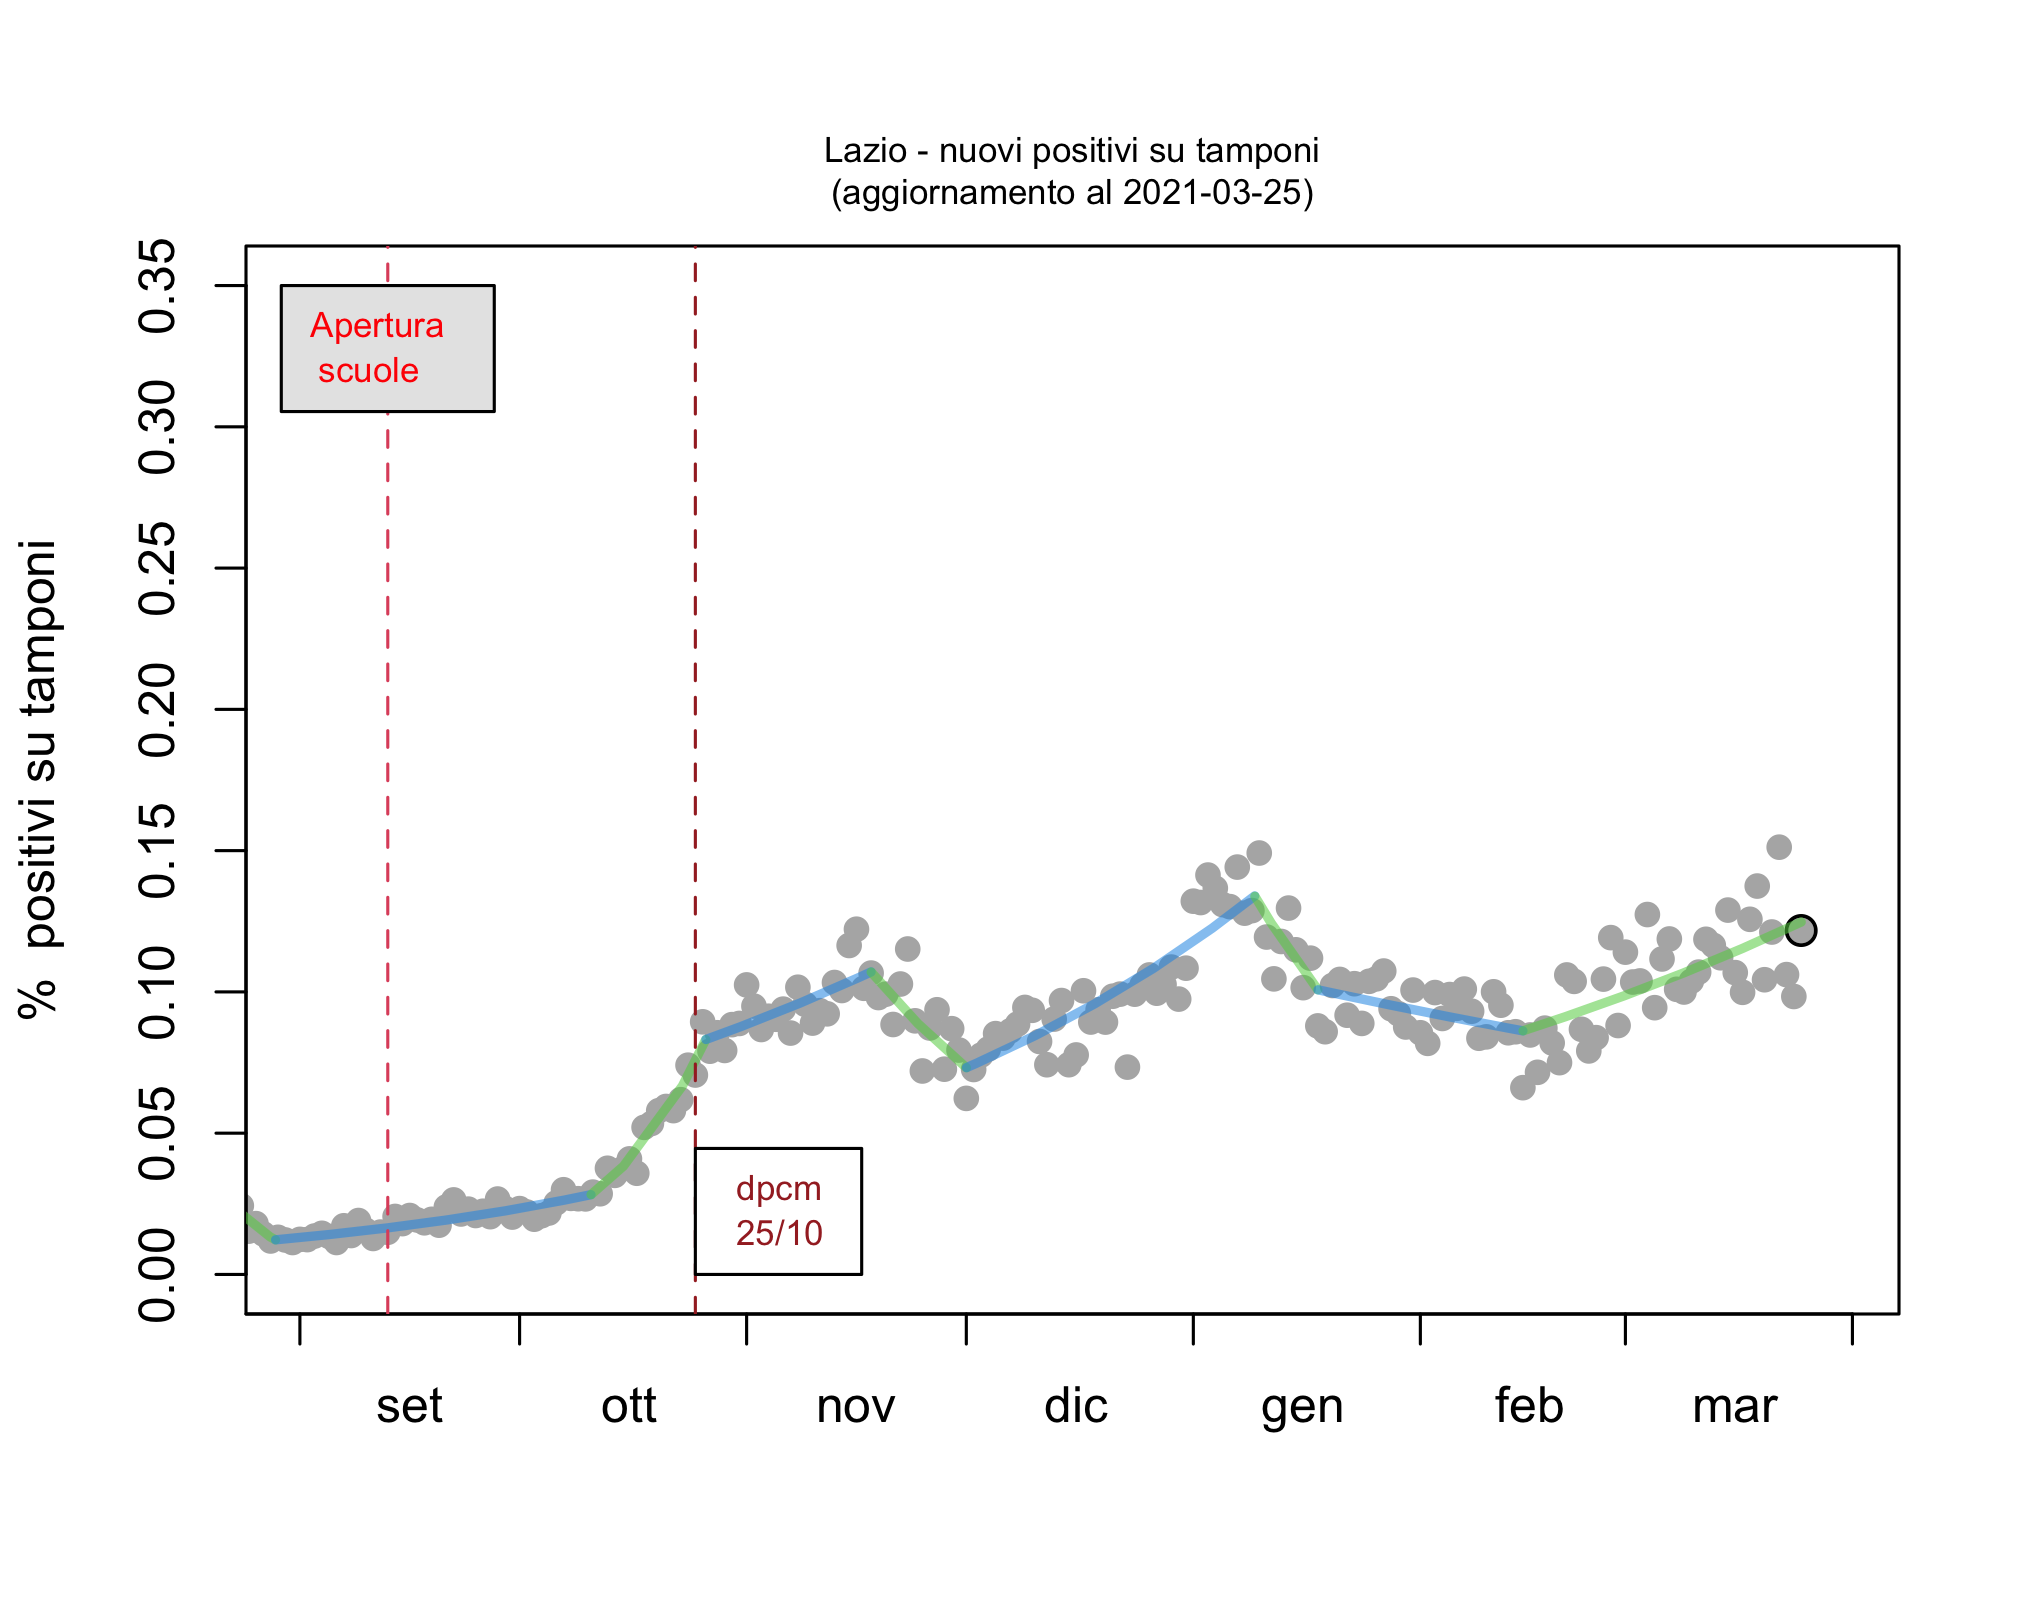 Lazio - nuovi positivi su tamponi
(aggiornamento al 2021-03-25)
% positivi su tamponi
0.35
0.30
0.25
0.20
0.15
0.10
0.05
0.00
Apertura
scuole
dpcm
25/10
set ott nov dic gen feb mar